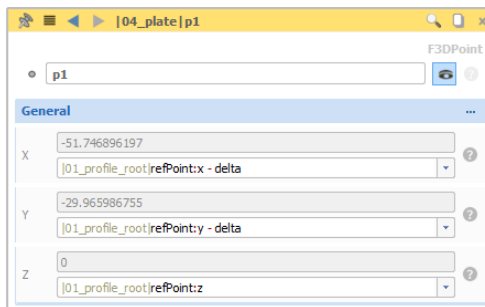 |04_plate|p1
F3DPoint
p1
General
...
X
-51.746896197
|01_profile_root|refPoint:x - delta
Y
-29.965986755
|01_profile_root|refPoint:y - delta
Z
0
|01_profile_root|refPoint:z